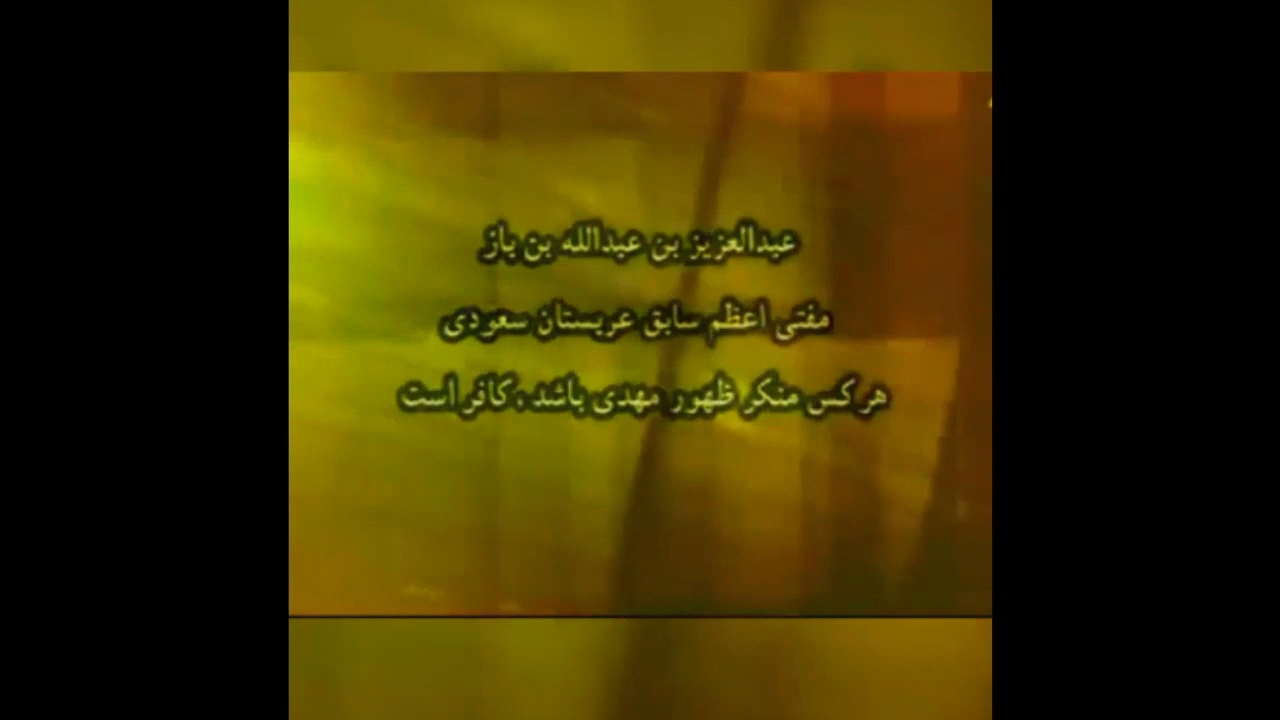 عبدالعزیز بن عبدالله بن باز
مفتی اعظم سابق عربستان سعودی
هرکس منکر ظهور مهدی باشد ،کافر است